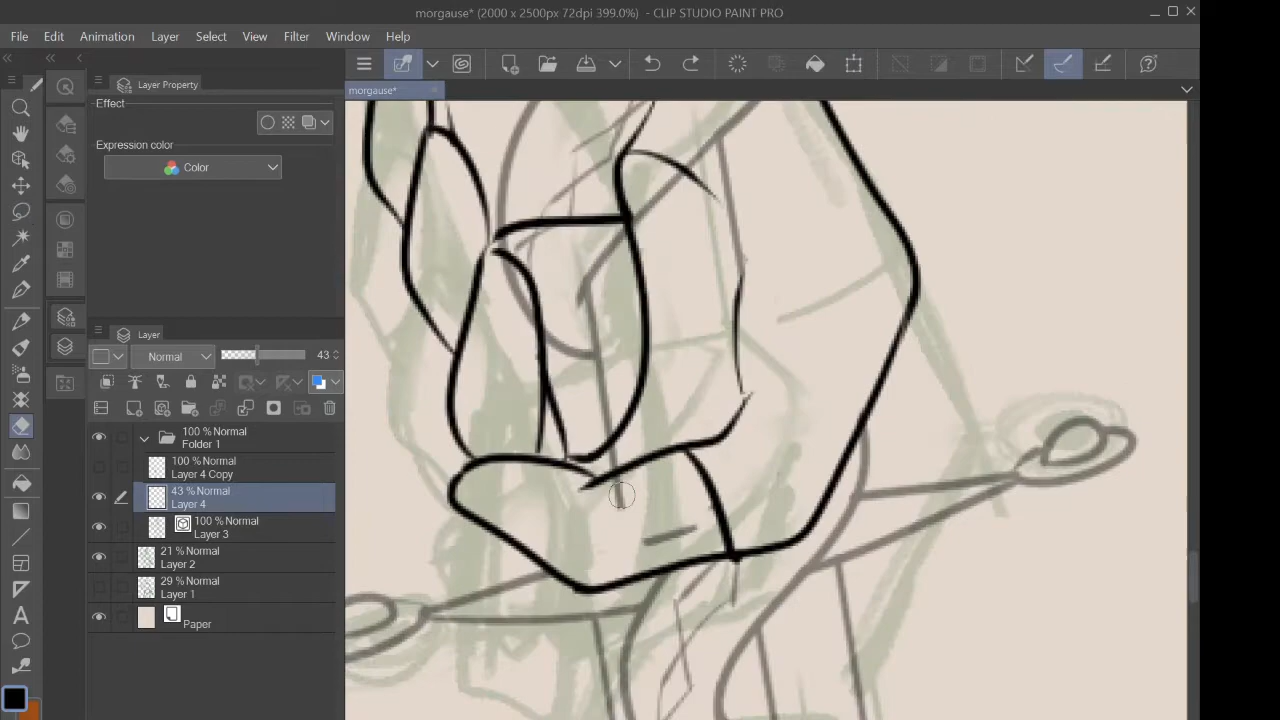 morgause* (2000 x 2500px 72dpi 399.0%) - CLIP STUDIO PAINT PRO
File Edit Animation Layer Select View Filter Window Help
morgause*
Layer Property
Effect
Expression color
Color
Layer
Normal 43
100 % Normal
Folder 1
100 % Normal
Layer 4 Copy
43 % Normal
Layer 4
100 % Normal
Layer 3
21 % Normal
Layer 2
29 % Normal
Layer 1
Paper